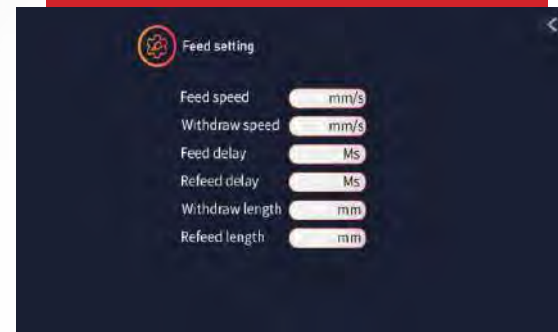 Feed setting
Feed speed mm/s
Withdraw speed mm/s
Feed delay Ms
Refeed delay Ms
Withdraw length mm
Refeed length mm